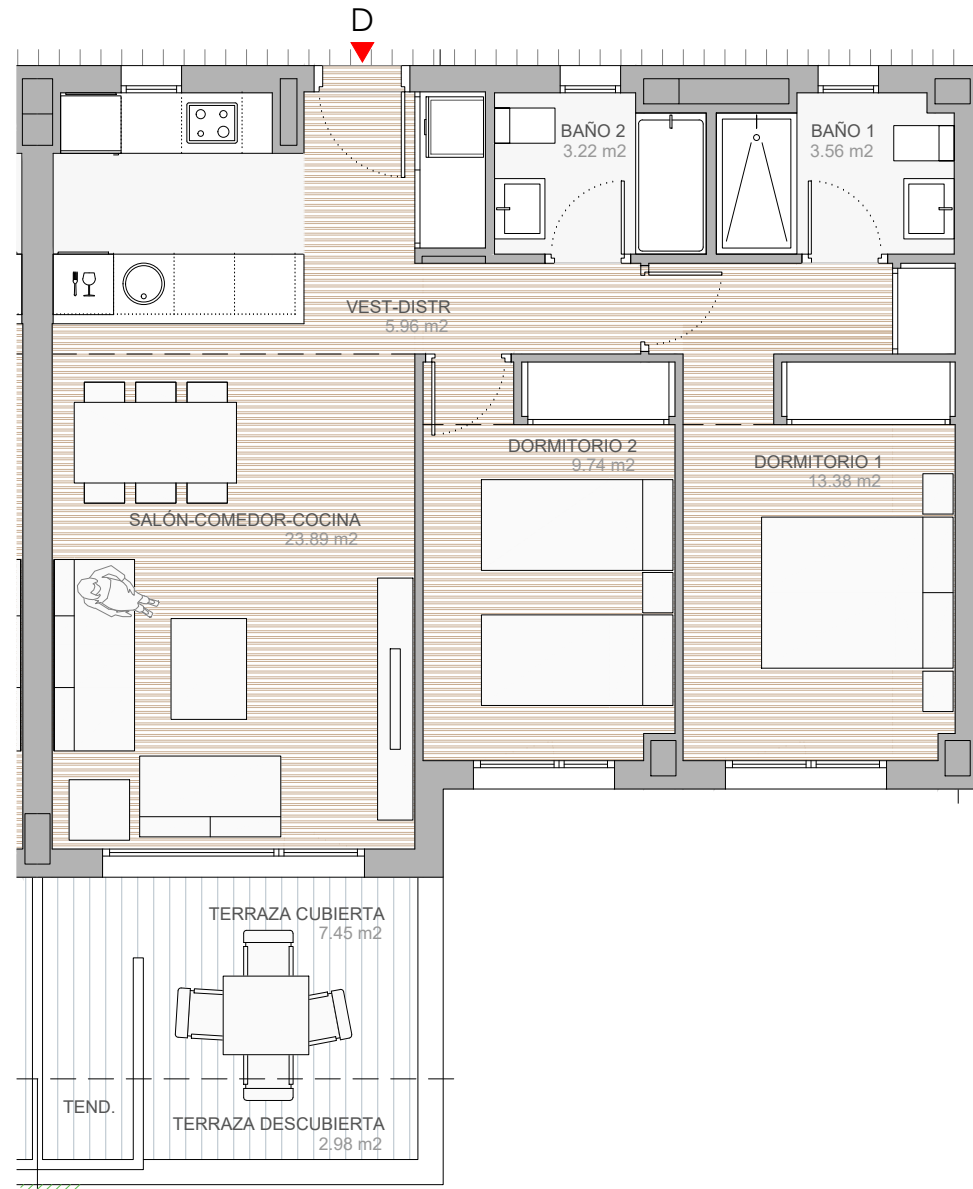 D
BAÑO 2
3.22 m2
BAÑO 1
3.56 m2
VEST-DISTR
5.96 m2
DORMITORIO 2
9.74 m2
DORMITORIO 1
13.38 m2
SALÓN-COMEDOR-COCINA
23.89 m2
TERRAZA CUBIERTA
7.45 m2
TEND.
TERRAZA DESCUBIERTA
2.98 m2